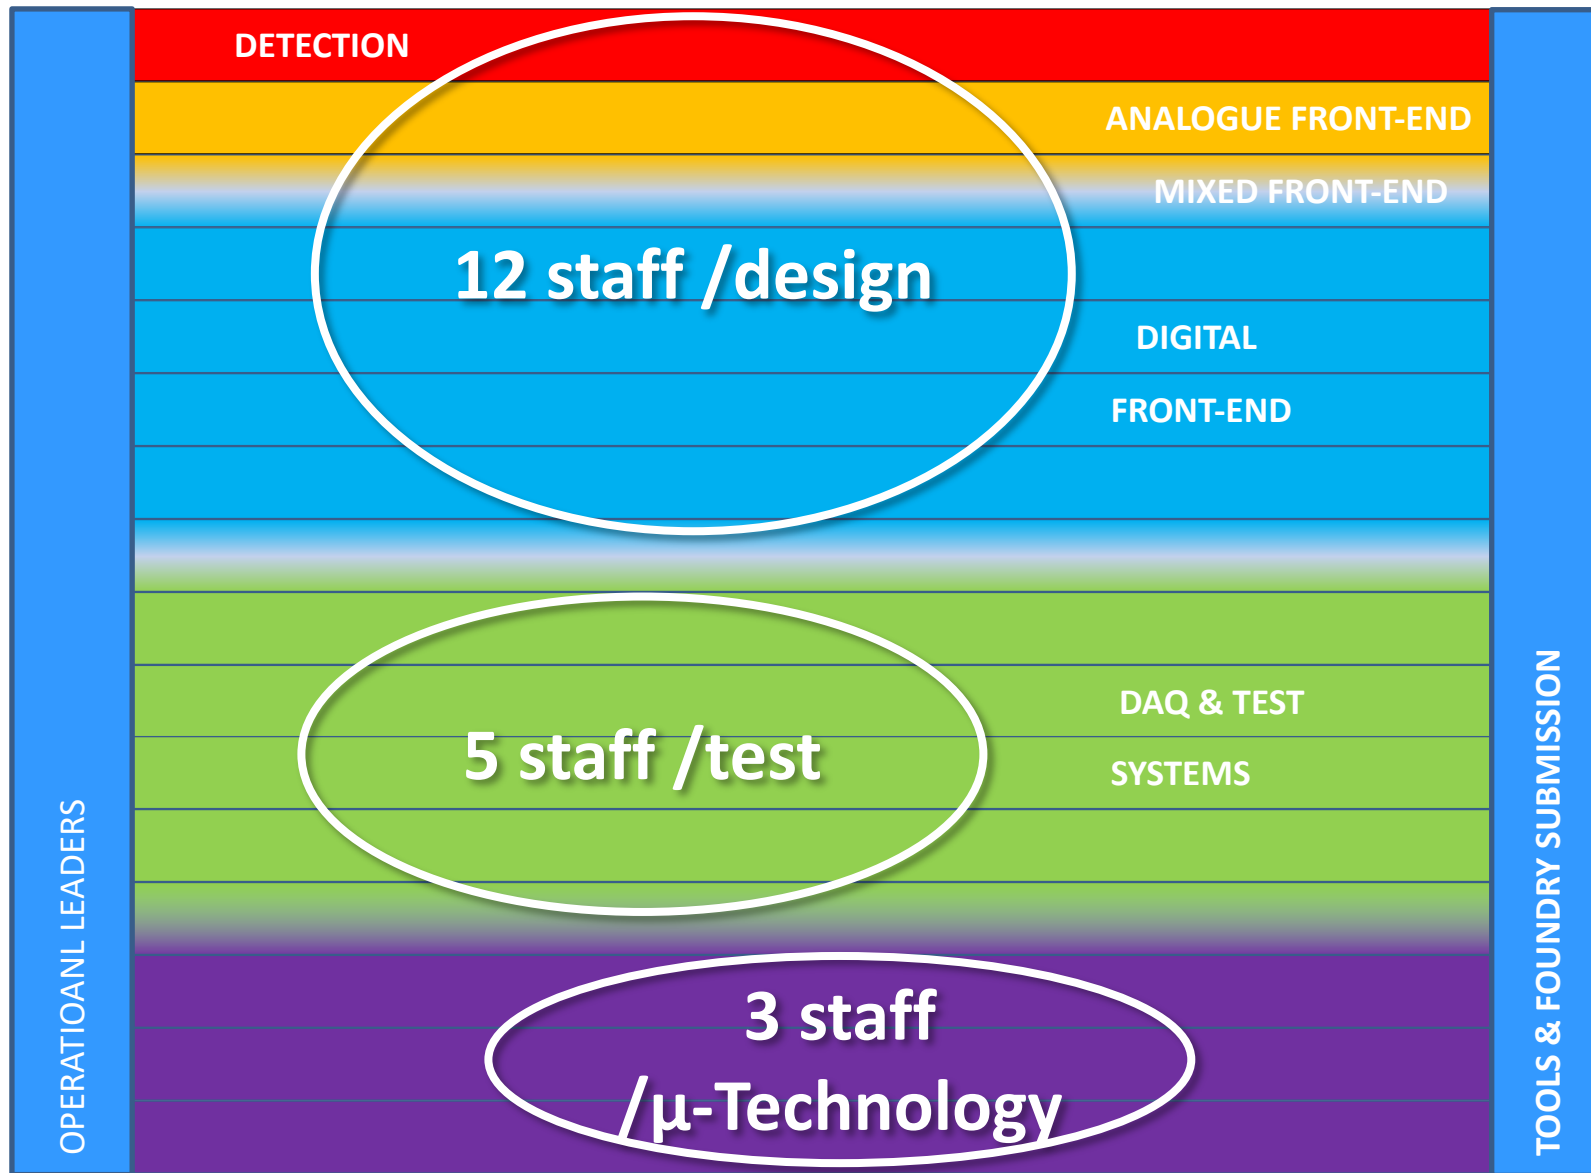 OPERATIOANL LEADERS
DETECTION
ANALOGUE FRONT-END
MIXED FRONT-END
12 staff /design
DIGITAL
FRONT-END
DAQ & TEST
5 staff /test
SYSTEMS
3 staff
/µ-Technology
TOOLS & FOUNDRY SUBMISSION